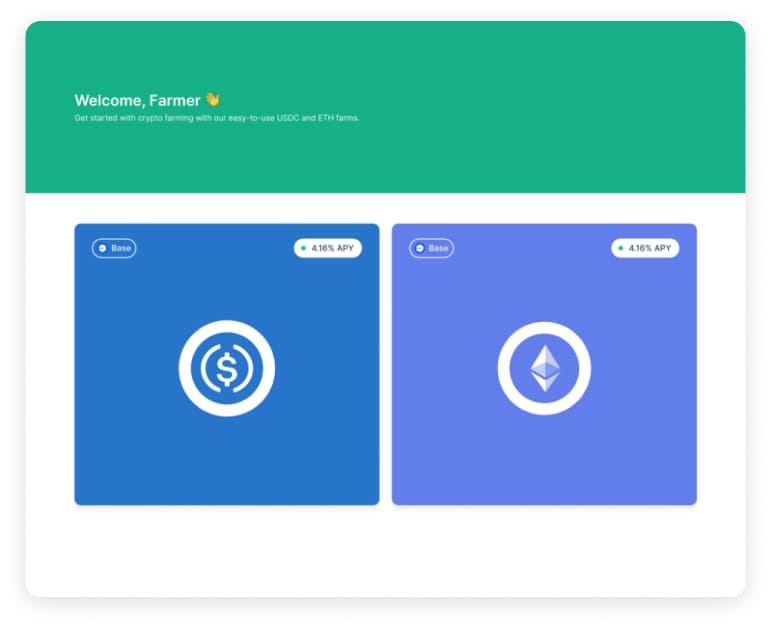 Welcome, Farmer 👋
Get started with crypto farming with our easy-to-use USDC and ETH farms.
Base
4.16% APY
Base
4.16% APY
$